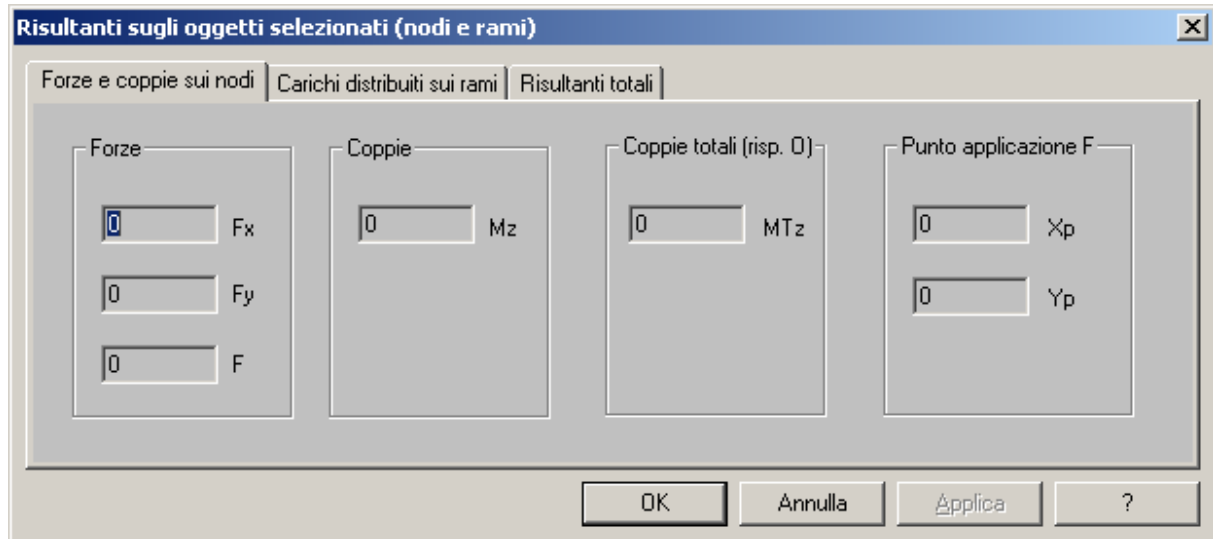 Risultanti sugli oggetti selezionati (nodi e rami)
Forze e coppie sui nodi Carichi distribuiti sui rami Risultanti totali
Forze Coppie Coppie totali (risp. O) Punto applicazione F
0 Fx 0 Mz 0 MTz 0 Xp
0 Fy 0 Yp
0 F
OK Annulla Applica ?